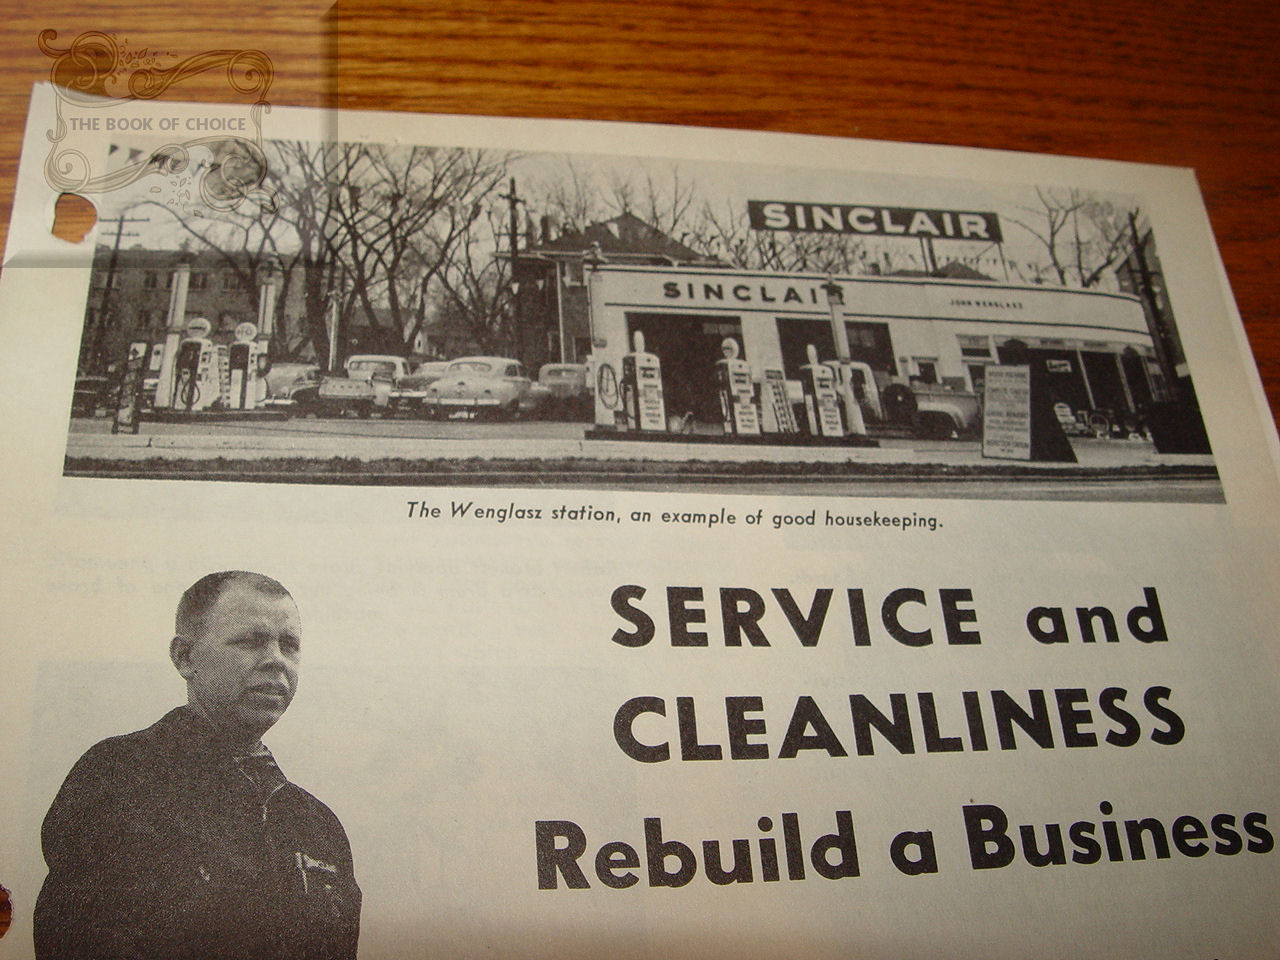 THE BOOK OF CHOICE
SINCLAIR
SINCLAIR
JOHN WENGLASZ
The Wenglasz station, an example of good housekeeping.
SERVICE and
CLEANLINESS
Rebuild a Business